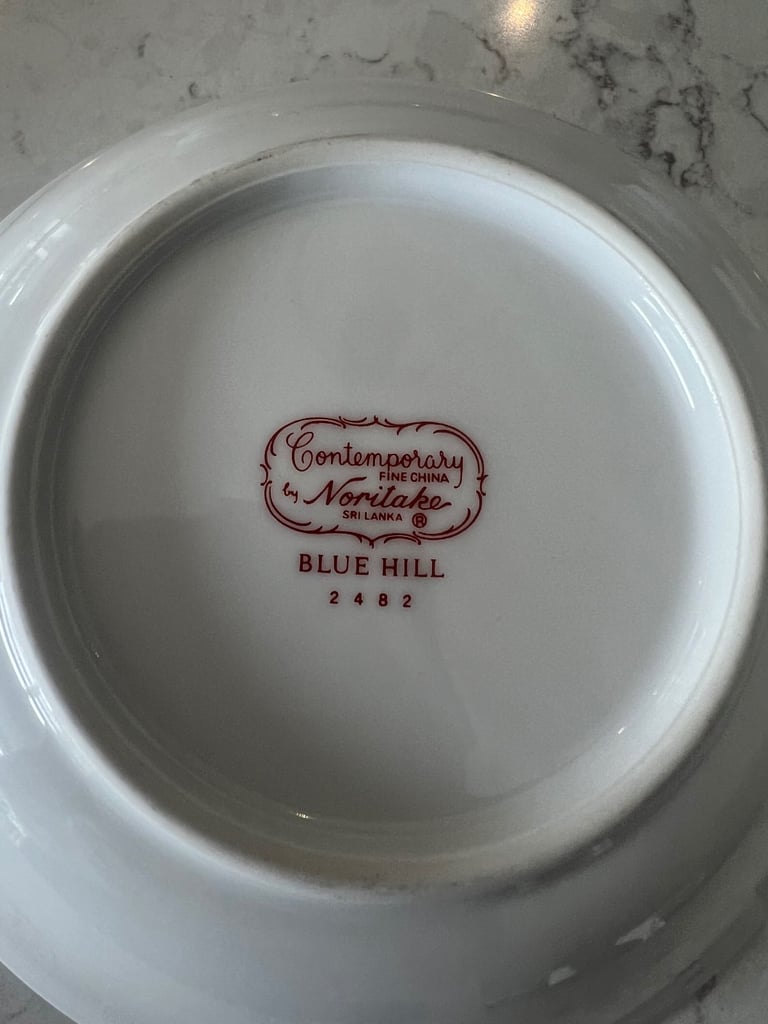 Contemporary
FINE CHINA
by Noritake
SRI LANKA ®
BLUE HILL
2482